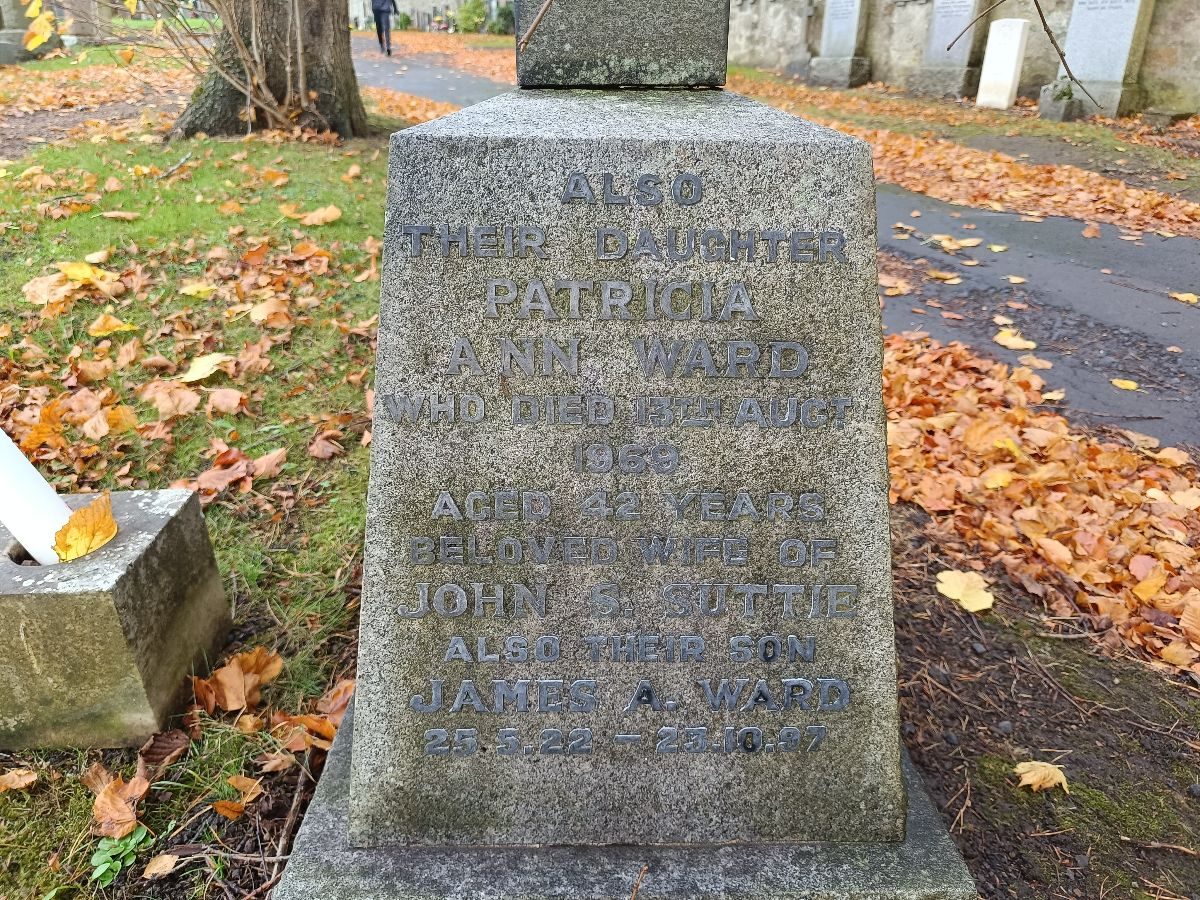 ALSO
THEIR DAUGHTER
PATRICIA
ANN WARD
WHO DIED 13TH AUGT
1969
AGED 42 YEARS
BELOVED WIFE OF
JOHN S. SUTTIE
ALSO THEIR SON
JAMES A. WARD
25.5.22 - 23.10.97